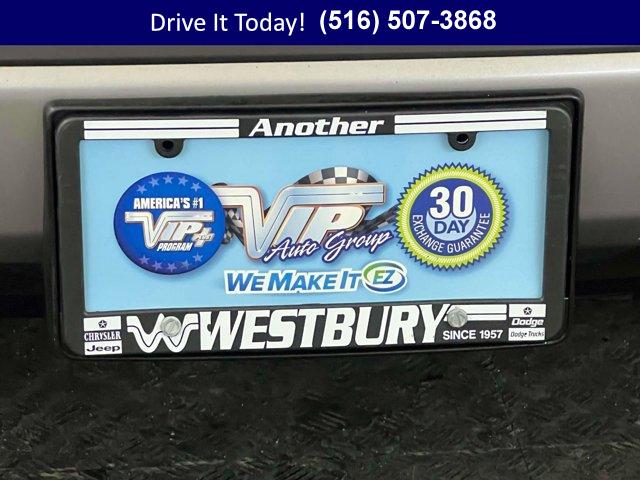 Drive It Today! (516) 507-3868
Another
AMERICA'S #1
VIP PLUS
PROGRAM
VIP
Auto Group
30
DAY
EXCHANGE GUARANTEE
WE MAKE IT EZ
CHRYSLER
Jeep
WESTBURY
SINCE 1957
Dodge
Dodge Trucks